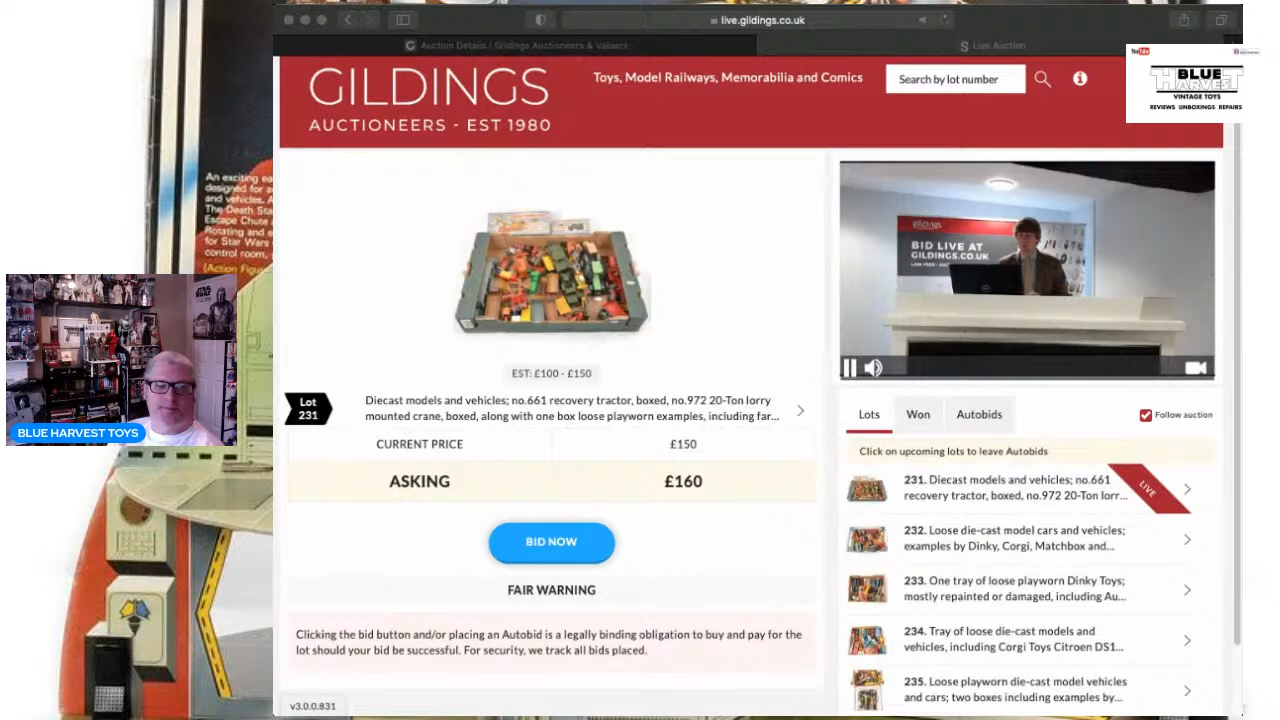 live.gildings.co.uk
Auction Details | Gildings Auctioneers & Valuers
Live Auction
GILDINGS
AUCTIONEERS - EST 1980
Toys, Model Railways, Memorabilia and Comics
Search by lot number
BLUE
HARVEST
VINTAGE TOYS
REVIEWS UNBOXINGS REPAIRS
An exciting
designed for
and vehicles.
The Death Sta
Escape Chute
Rotating and
for Star Wars
control room,
(Action Figu
STAR WARS
BLUE HARVEST TOYS
EST: £100 - £150
Lot
231
Diecast models and vehicles; no.661 recovery tractor, boxed, no.972 20-Ton lorry
mounted crane, boxed, along with one box loose playworn examples, including far...
CURRENT PRICE £150
ASKING £160
BID NOW
FAIR WARNING
Clicking the bid button and/or placing an Autobid is a legally binding obligation to buy and pay for the
lot should your bid be successful. For security, we track all bids placed.
v3.0.0.831
gildings
BID LIVE AT
GILDINGS.CO.UK
Lots Won Autobids Follow auction
Click on upcoming lots to leave Autobids
231. Diecast models and vehicles; no.661
recovery tractor, boxed, no.972 20-Ton lorr...
LIVE
232. Loose die-cast model cars and vehicles;
examples by Dinky, Corgi, Matchbox and...
233. One tray of loose playworn Dinky Toys;
mostly repainted or damaged, including Au...
234. Tray of loose die-cast models and
vehicles, including Corgi Toys Citroen DS1...
235. Loose playworn die-cast model vehicles
and cars; two boxes including examples by...